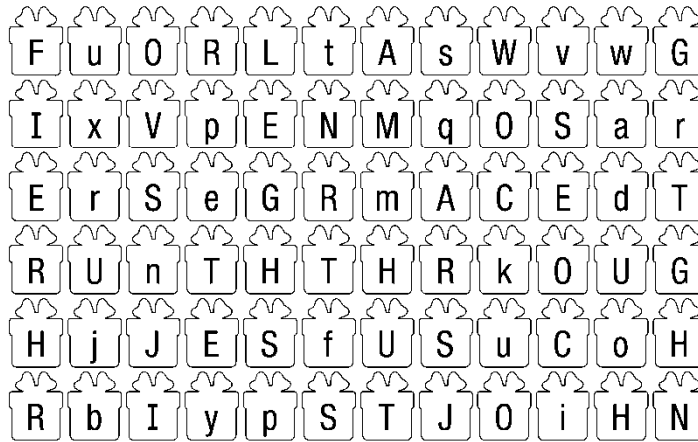 F u O R L t A s W v w G
I x V p E N M q O S a r
E r S e G R m A C E d T
R U n T H T H R k O U G
H j J E S f U S u C o H
R b I y p S T J O i H N